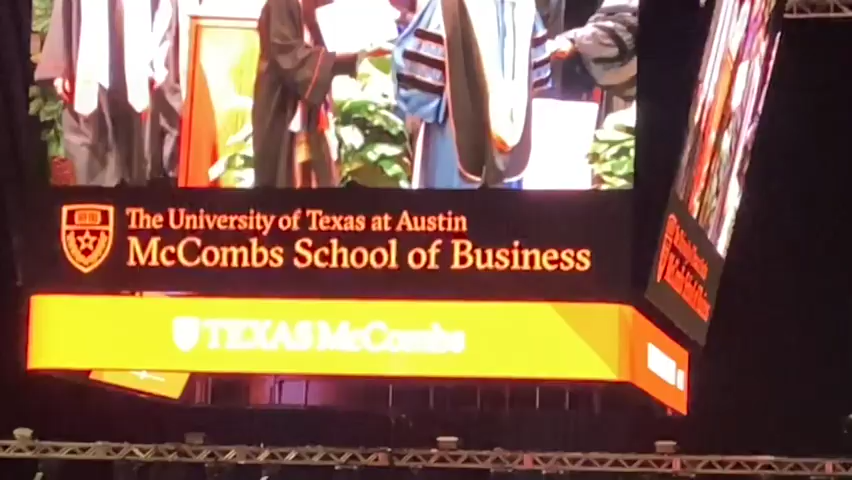 The University of Texas at Austin
McCombs School of Business
TEXAS McCombs